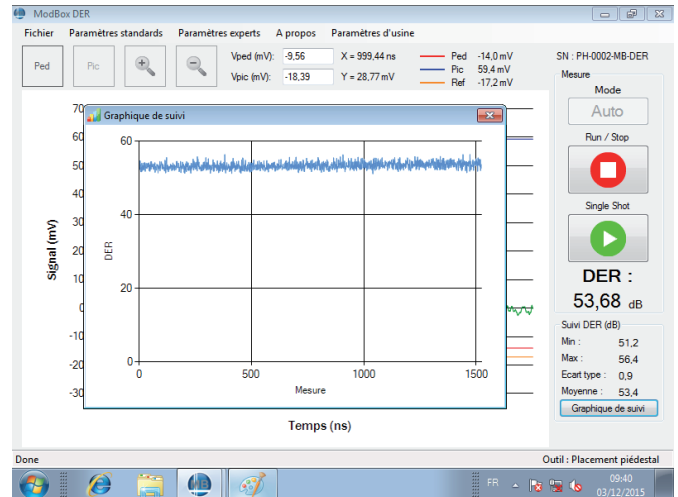 ModBox DER
Fichier Paramètres standards Paramètres experts A propos Paramètres d'usine
Ped Pic Vped (mV): -9,56 X = 999,44 ns Ped -14,0 mV SN : PH-0002-MB-DER
Vpic (mV): -18,39 Y = 28,77 mV Pic 59,4 mV
Ref -17,2 mV
Mesure
Mode
Auto
Run / Stop
Single Shot
DER :
53,68 dB
Suivi DER (dB)
Min : 51,2
Max : 56,4
Ecart type : 0,9
Moyenne : 53,4
Graphique de suivi
Signal (mV)
70
60
50
40
30
20
10
0
-10
-20
-30
Graphique de suivi
DER
60
40
20
0
0 500 1000 1500
Mesure
Temps (ns)
Done Outil : Placement piédestal
MB FR 09:40
03/12/2015